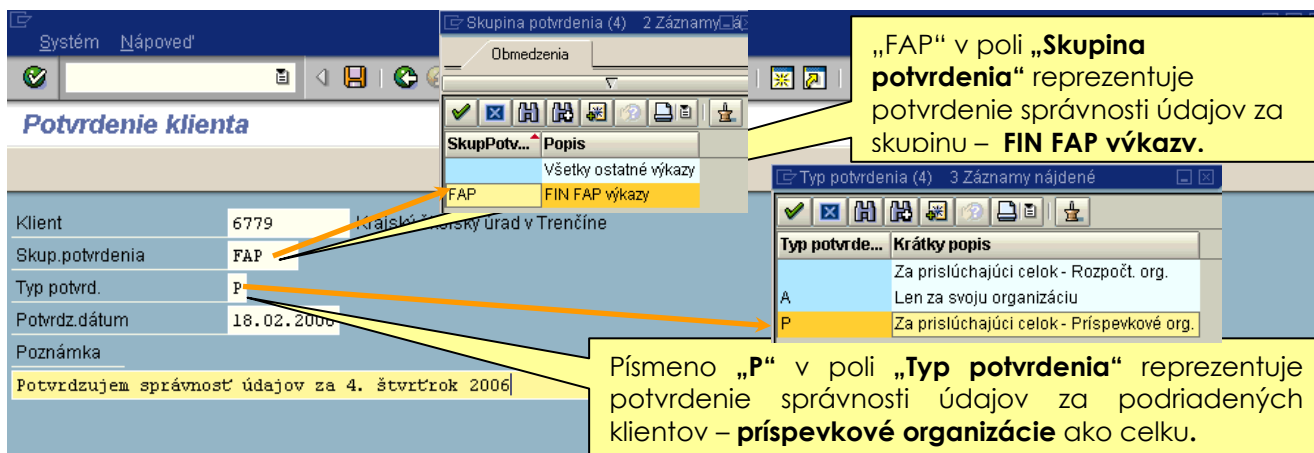 Systém Nápoveď
Potvrdenie klienta
Klient 6779 Krajský školský úrad v Trenčíne
Skup.potvrdenia FAP
Typ potvrd. P
Potvrdz.dátum 18.02.2006
Poznámka
Potvrdzujem správnosť údajov za 4. štvrťrok 2006
Skupina potvrdenia (4) 2 Záznamy
Obmedzenia
SkupPotv... Popis
Všetky ostatné výkazy
FAP FIN FAP výkazy
„FAP“ v poli „Skupina
potvrdenia“ reprezentuje
potvrdenie správnosti údajov za
skupinu – FIN FAP výkazy.
Typ potvrdenia (4) 3 Záznamy nájdené
Typ potvrde... Krátky popis
Za prislúchajúci celok - Rozpočt. org.
A Len za svoju organizáciu
P Za prislúchajúci celok - Príspevkové org.
Písmeno „P“ v poli „Typ potvrdenia“ reprezentuje
potvrdenie správnosti údajov za podriadených
klientov – príspevkové organizácie ako celku.